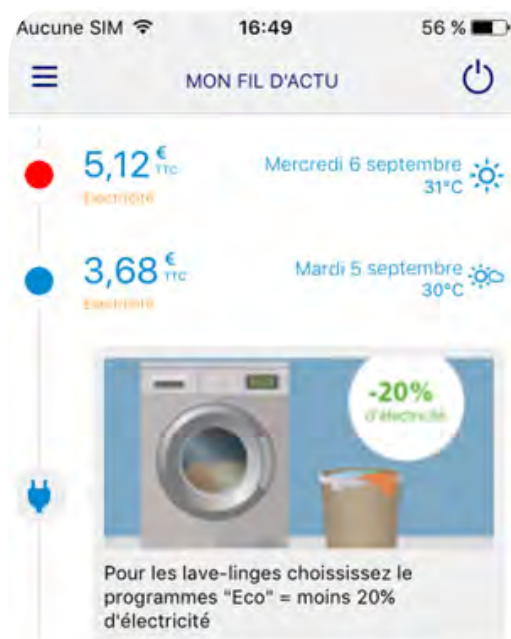 Aucune SIM 16:49 56 %
MON FIL D'ACTU
5,12 € TTC Mercredi 6 septembre
Electricité 31°C
3,68 € TTC Mardi 5 septembre
Electricité 30°C
-20%
d'électricité
Pour les lave-linges choississez le
programmes "Eco" = moins 20%
d'électricité